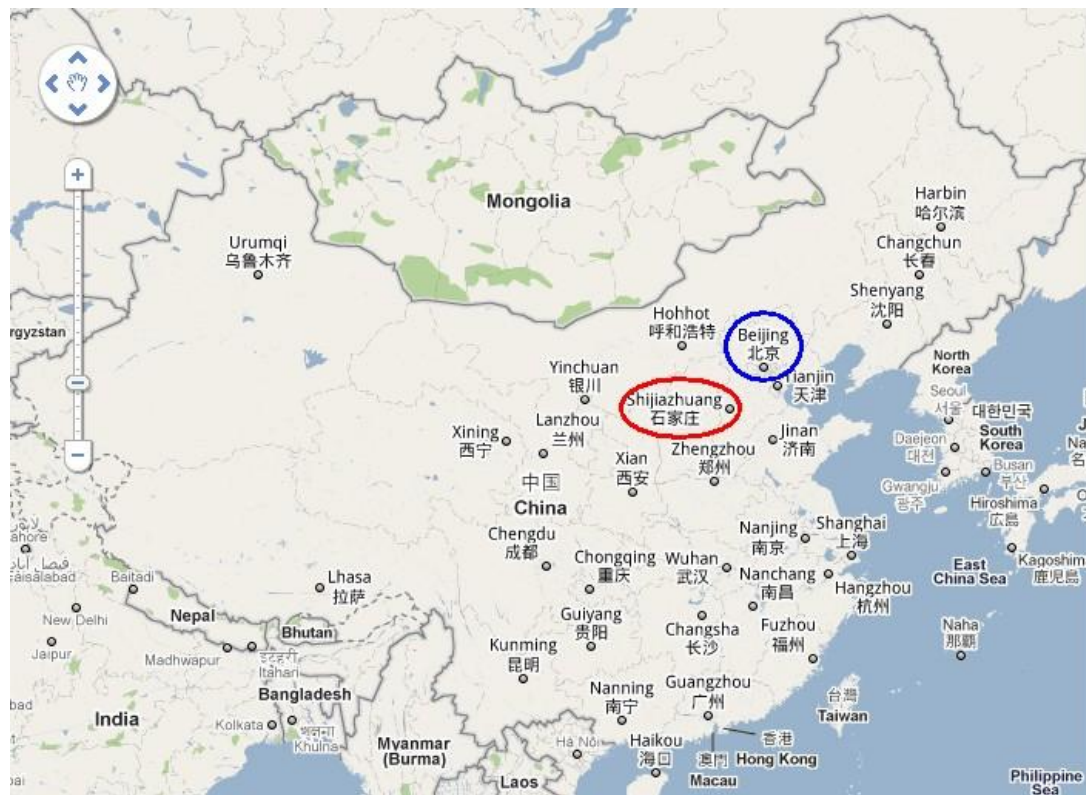 Mongolia
Harbin
哈尔滨
Urumqi
乌鲁木齐
Changchun
长春
Shenyang
沈阳
Hohhot
呼和浩特
Beijing
北京
rgyzstan
North
Korea
Yinchuan
银川
Tianjin
天津
Seoul
서울
대한민국
South
Korea
Shijiazhuang
石家庄
Lanzhou
兰州
Xining
西宁
Jinan
济南
Daejeon
대전
Zhengzhou
郑州
Xian
西安
Busan
부산
Gwangju
광주
中国
China
Hiroshima
広島
Nanjing
南京
Shanghai
上海
Chengdu
成都
Chongqing
重庆
Wuhan
武汉
East
China Sea
Kagoshima
鹿児島
Nanchang
南昌
Hangzhou
杭州
Lhasa
拉萨
ahore
فيصل آباد
aisalabad
Baitadi
New Delhi
Nepal
Bhutan
Guiyang
贵阳
Changsha
长沙
Fuzhou
福州
Naha
那覇
Jaipur
Madhwapur
Itahari
Kunming
昆明
Bangladesh
Nanning
南宁
Guangzhou
广州
台灣
Taiwan
India
Kolkata
খুলনা
Khulna
Myanmar
(Burma)
Hà Nội
Haikou
海口
香港
Hong Kong
澳門
Macau
Laos
Philippine
Sea